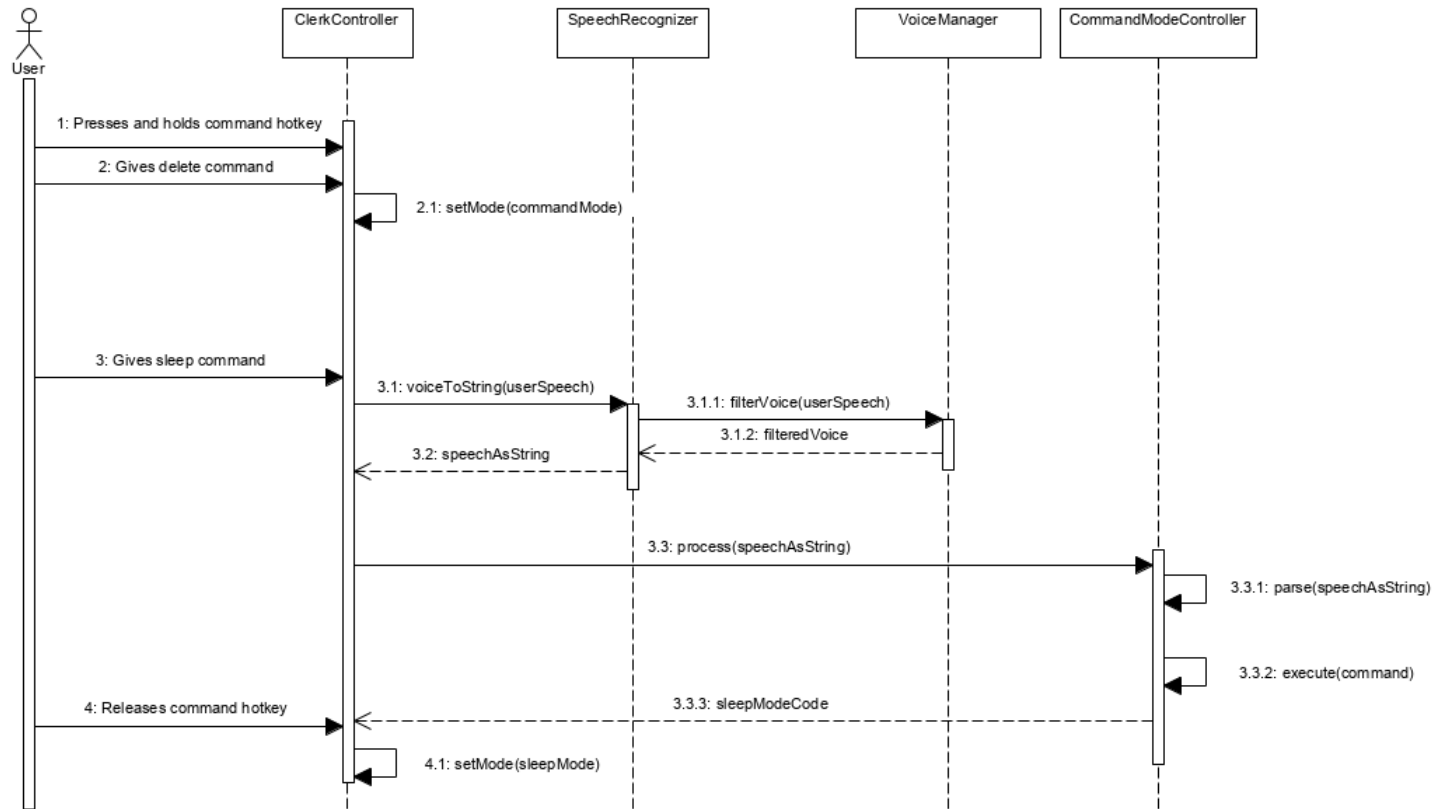 ClerkController
SpeechRecognizer
VoiceManager
CommandModeController
User
1: Presses and holds command hotkey
2: Gives delete command
2.1: setMode(commandMode)
3: Gives sleep command
3.1: voiceToString(userSpeech)
3.1.1: filterVoice(userSpeech)
3.1.2: filteredVoice
3.2: speechAsString
3.3: process(speechAsString)
3.3.1: parse(speechAsString)
3.3.2: execute(command)
3.3.3: sleepModeCode
4: Releases command hotkey
4.1: setMode(sleepMode)